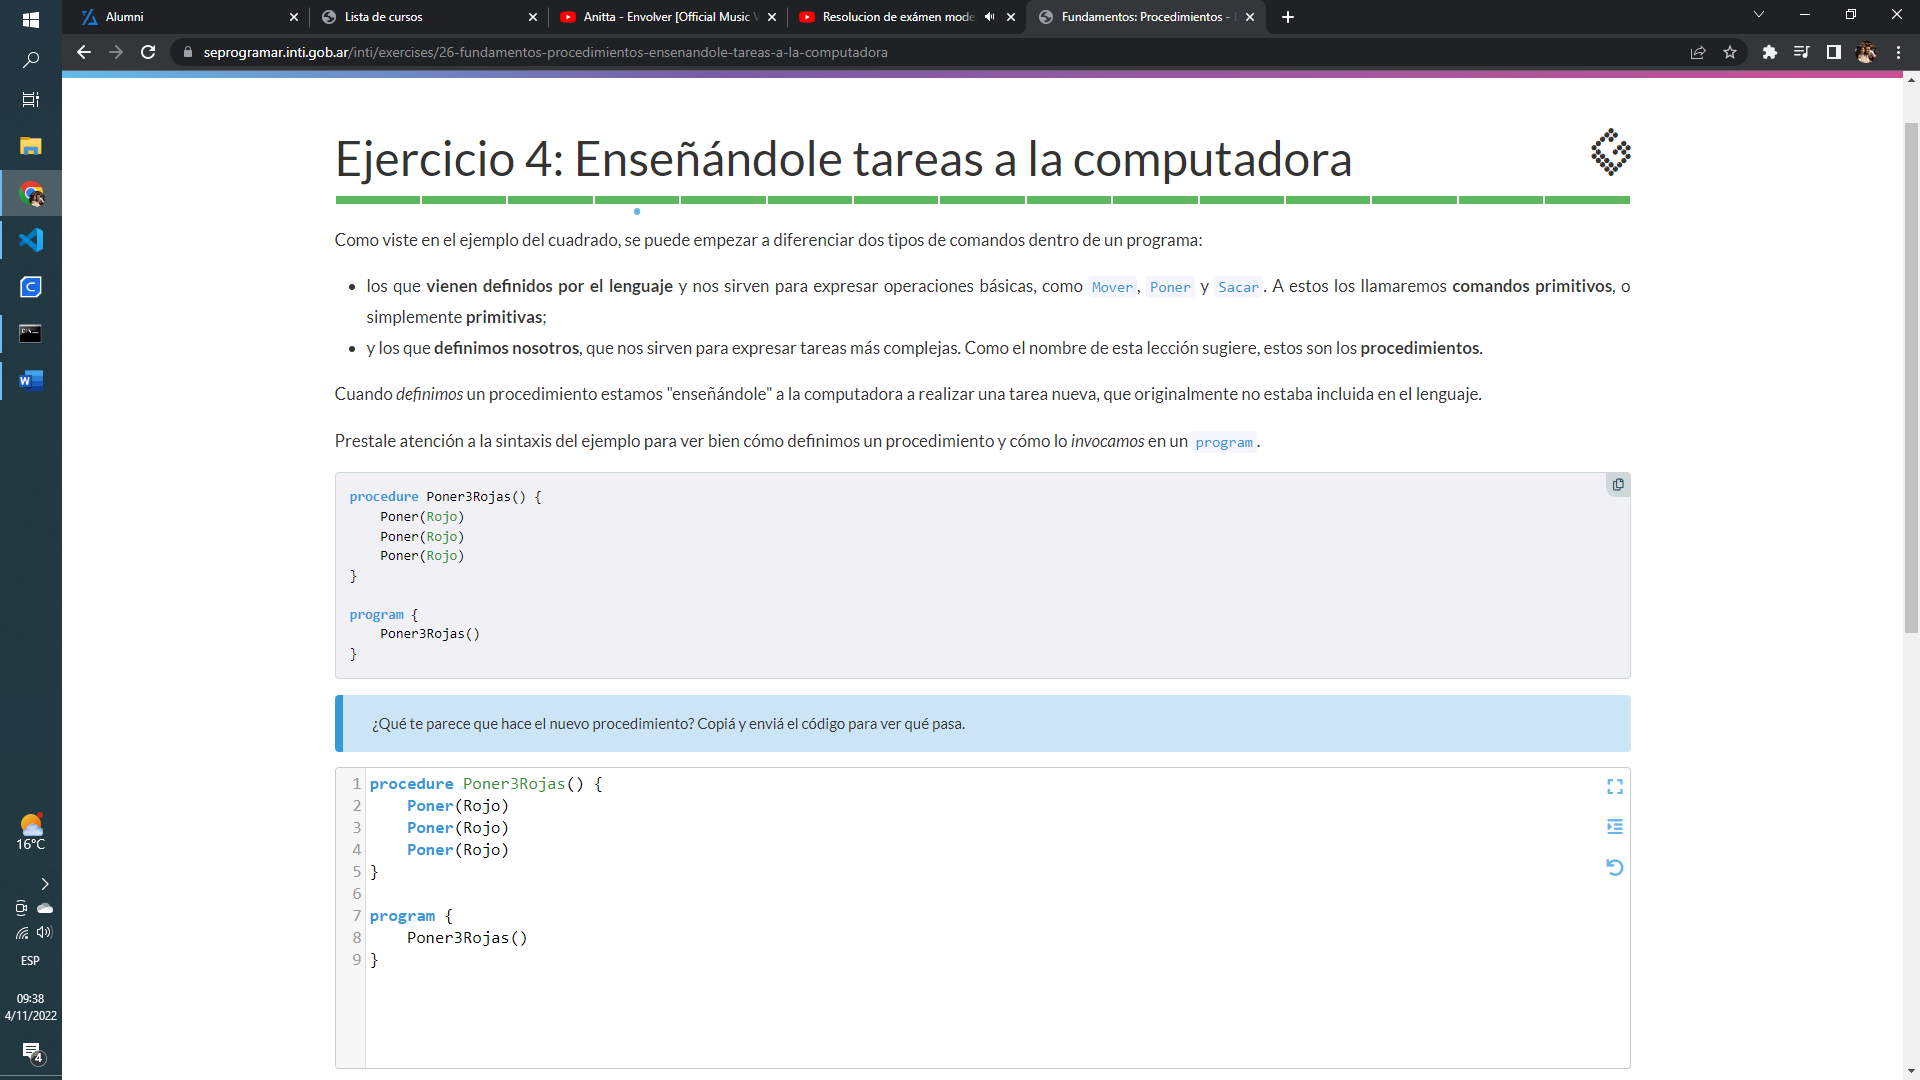 Alumni
Lista de cursos
Anitta - Envolver [Official Music V
Resolucion de exámen mode
Fundamentos: Procedimientos -
seprogramar.inti.gob.ar/inti/exercises/26-fundamentos-procedimientos-ensenandole-tareas-a-la-computadora
Ejercicio 4: Enseñándole tareas a la computadora
Como viste en el ejemplo del cuadrado, se puede empezar a diferenciar dos tipos de comandos dentro de un programa:
• los que vienen definidos por el lenguaje y nos sirven para expresar operaciones básicas, como Mover, Poner y Sacar. A estos los llamaremos comandos primitivos, o
simplemente primitivas;
• y los que definimos nosotros, que nos sirven para expresar tareas más complejas. Como el nombre de esta lección sugiere, estos son los procedimientos.
Cuando definimos un procedimiento estamos "enseñándole" a la computadora a realizar una tarea nueva, que originalmente no estaba incluida en el lenguaje.
Prestale atención a la sintaxis del ejemplo para ver bien cómo definimos un procedimiento y cómo lo invocamos en un program.
procedure Poner3Rojas() {
Poner(Rojo)
Poner(Rojo)
Poner(Rojo)
}
program {
Poner3Rojas()
}
¿Qué te parece que hace el nuevo procedimiento? Copiá y enviá el código para ver qué pasa.
1 procedure Poner3Rojas() {
2 Poner(Rojo)
3 Poner(Rojo)
4 Poner(Rojo)
5 }
6
7 program {
8 Poner3Rojas()
9 }
16°C
ESP
09:38
4/11/2022
4